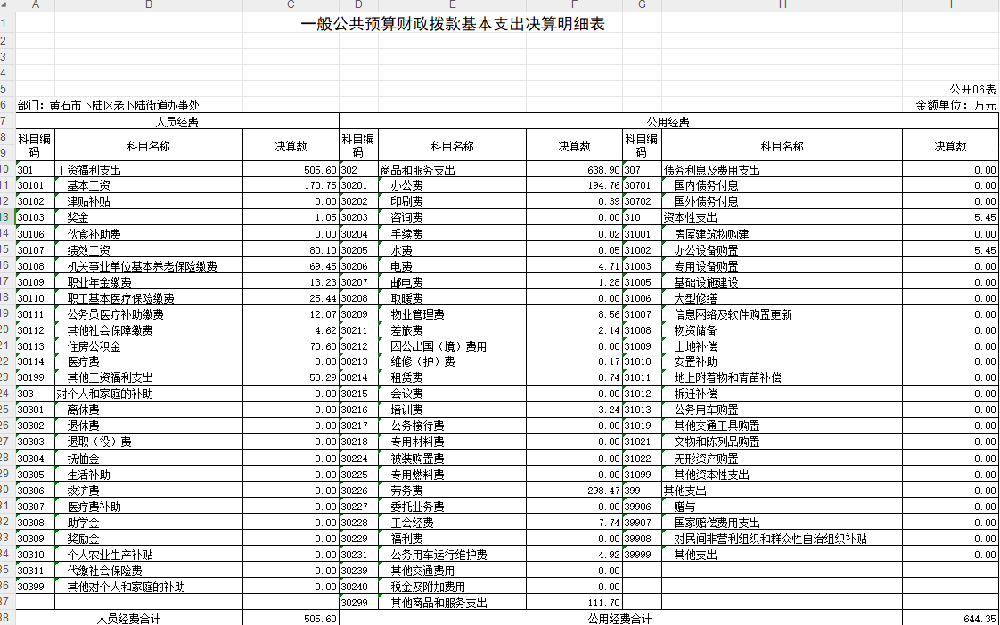 A B C D E F G H I
1 一般公共预算财政拨款基本支出决算明细表
2
3
4
5 公开06表
6 部门：黄石市下陆区老下陆街道办事处 金额单位：万元
7 人员经费 公用经费
8 科目编码 科目名称 决算数 科目编码 科目名称 决算数 科目编码 科目名称 决算数
9
10 301 工资福利支出 505.60 302 商品和服务支出 638.90 307 债务利息及费用支出 0.00
11 30101 基本工资 170.75 30201 办公费 194.76 30701 国内债务付息 0.00
12 30102 津贴补贴 0.00 30202 印刷费 0.39 30702 国外债务付息 0.00
13 30103 奖金 1.05 30203 咨询费 0.00 310 资本性支出 5.45
14 30106 伙食补助费 0.00 30204 手续费 0.02 31001 房屋建筑物购建 0.00
15 30107 绩效工资 80.10 30205 水费 0.05 31002 办公设备购置 5.45
16 30108 机关事业单位基本养老保险缴费 69.45 30206 电费 4.71 31003 专用设备购置 0.00
17 30109 职业年金缴费 13.23 30207 邮电费 1.28 31005 基础设施建设 0.00
18 30110 职工基本医疗保险缴费 25.44 30208 取暖费 0.00 31006 大型修缮 0.00
19 30111 公务员医疗补助缴费 12.07 30209 物业管理费 8.56 31007 信息网络及软件购置更新 0.00
20 30112 其他社会保障缴费 4.62 30211 差旅费 2.14 31008 物资储备 0.00
21 30113 住房公积金 70.60 30212 因公出国（境）费用 0.00 31009 土地补偿 0.00
22 30114 医疗费 0.00 30213 维修（护）费 0.17 31010 安置补助 0.00
23 30199 其他工资福利支出 58.29 30214 租赁费 0.74 31011 地上附着物和青苗补偿 0.00
24 303 对个人和家庭的补助 0.00 30215 会议费 0.00 31012 拆迁补偿 0.00
25 30301 离休费 0.00 30216 培训费 3.24 31013 公务用车购置 0.00
26 30302 退休费 0.00 30217 公务接待费 0.00 31019 其他交通工具购置 0.00
27 30303 退职（役）费 0.00 30218 专用材料费 0.00 31021 文物和陈列品购置 0.00
28 30304 抚恤金 0.00 30224 被装购置费 0.00 31022 无形资产购置 0.00
29 30305 生活补助 0.00 30225 专用燃料费 0.00 31099 其他资本性支出 0.00
30 30306 救济费 0.00 30226 劳务费 298.47 399 其他支出 0.00
31 30307 医疗费补助 0.00 30227 委托业务费 0.00 39906 赠与 0.00
32 30308 助学金 0.00 30228 工会经费 7.74 39907 国家赔偿费用支出 0.00
33 30309 奖励金 0.00 30229 福利费 0.00 39908 对民间非营利组织和群众性自治组织补贴 0.00
34 30310 个人农业生产补贴 0.00 30231 公务用车运行维护费 4.92 39999 其他支出 0.00
35 30311 代缴社会保险费 0.00 30239 其他交通费用 0.00
36 30399 其他对个人和家庭的补助 0.00 30240 税金及附加费用 0.00
37 30299 其他商品和服务支出 111.70
38 人员经费合计 505.60 公用经费合计 644.35